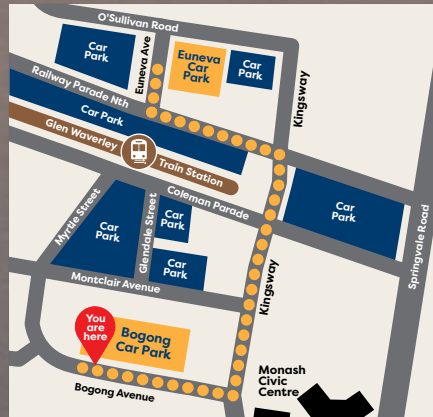 O'Sullivan Road
Car
Park
Euneva Ave
Euneva
Car
Park
Car
Park
Kingsway
Railway Parade Nth
Car Park
Glen Waverley
Train Station
Coleman Parade
Car
Park
Springvale Road
Myrtle Street
Car
Park
Glendale Street
Car
Park
Car
Park
Montclair Avenue
Kingsway
You
are
here
Bogong
Car Park
Bogong Avenue
Monash
Civic
Centre